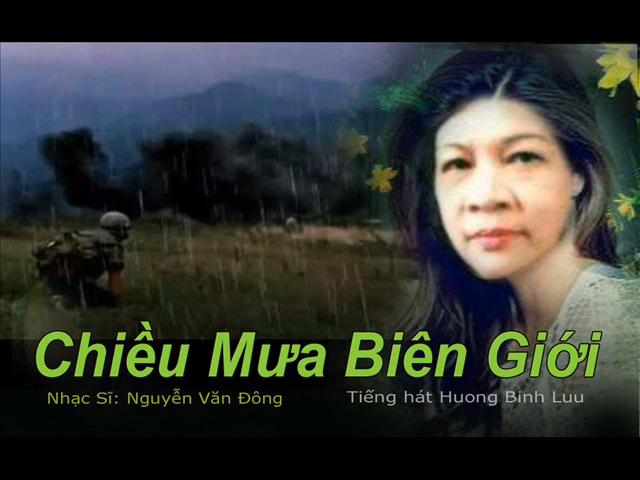 Chiều Mưa Biên Giới
Nhạc Sĩ: Nguyễn Văn Đông
Tiếng hát Huong Binh Luu